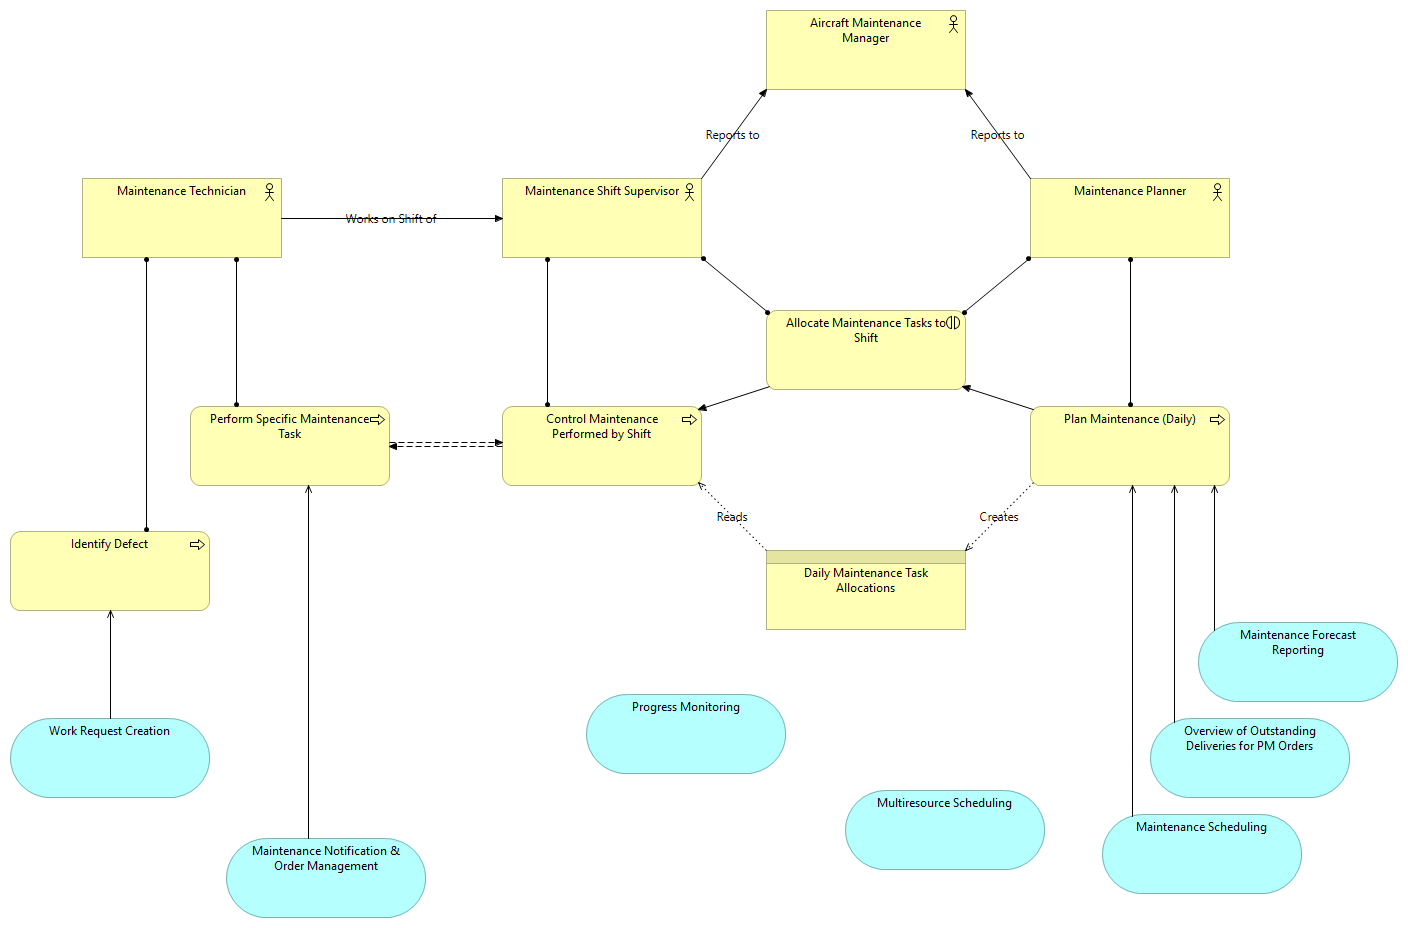 Aircraft Maintenance
Manager
Reports to
Reports to
Maintenance Technician
Maintenance Shift Supervisor
Maintenance Planner
Works on Shift of
Allocate Maintenance Tasks to
Shift
Perform Specific Maintenance
Task
Control Maintenance
Performed by Shift
Plan Maintenance (Daily)
Reads
Creates
Identify Defect
Daily Maintenance Task
Allocations
Maintenance Forecast
Reporting
Progress Monitoring
Work Request Creation
Overview of Outstanding
Deliveries for PM Orders
Multiresource Scheduling
Maintenance Scheduling
Maintenance Notification &
Order Management